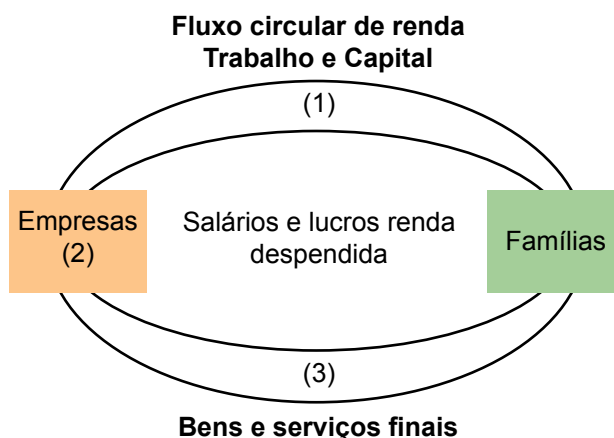 Fluxo circular de renda
Trabalho e Capital
(1)
Empresas
(2)
Salários e lucros renda
despendida
Famílias
(3)
Bens e serviços finais